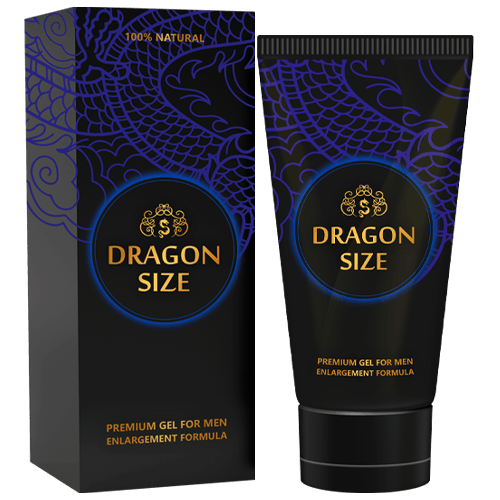 100% NATURAL
DRAGON
SIZE
PREMIUM GEL FOR MEN
ENLARGEMENT FORMULA
DRAGON
SIZE
PREMIUM GEL FOR MEN
ENLARGEMENT FORMULA